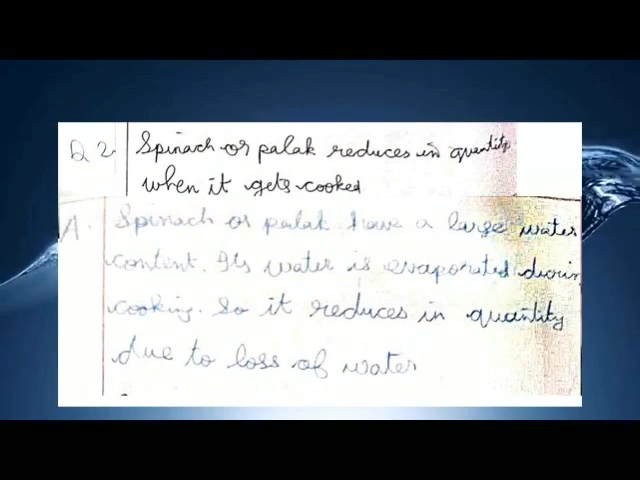 Q 2. Spinach or palak reduces in quantity
when it gets cooked
A. Spinach or palak have a large water
content. Its water is evaporated durin
cooking. So it reduces in quantity
due to loss of water